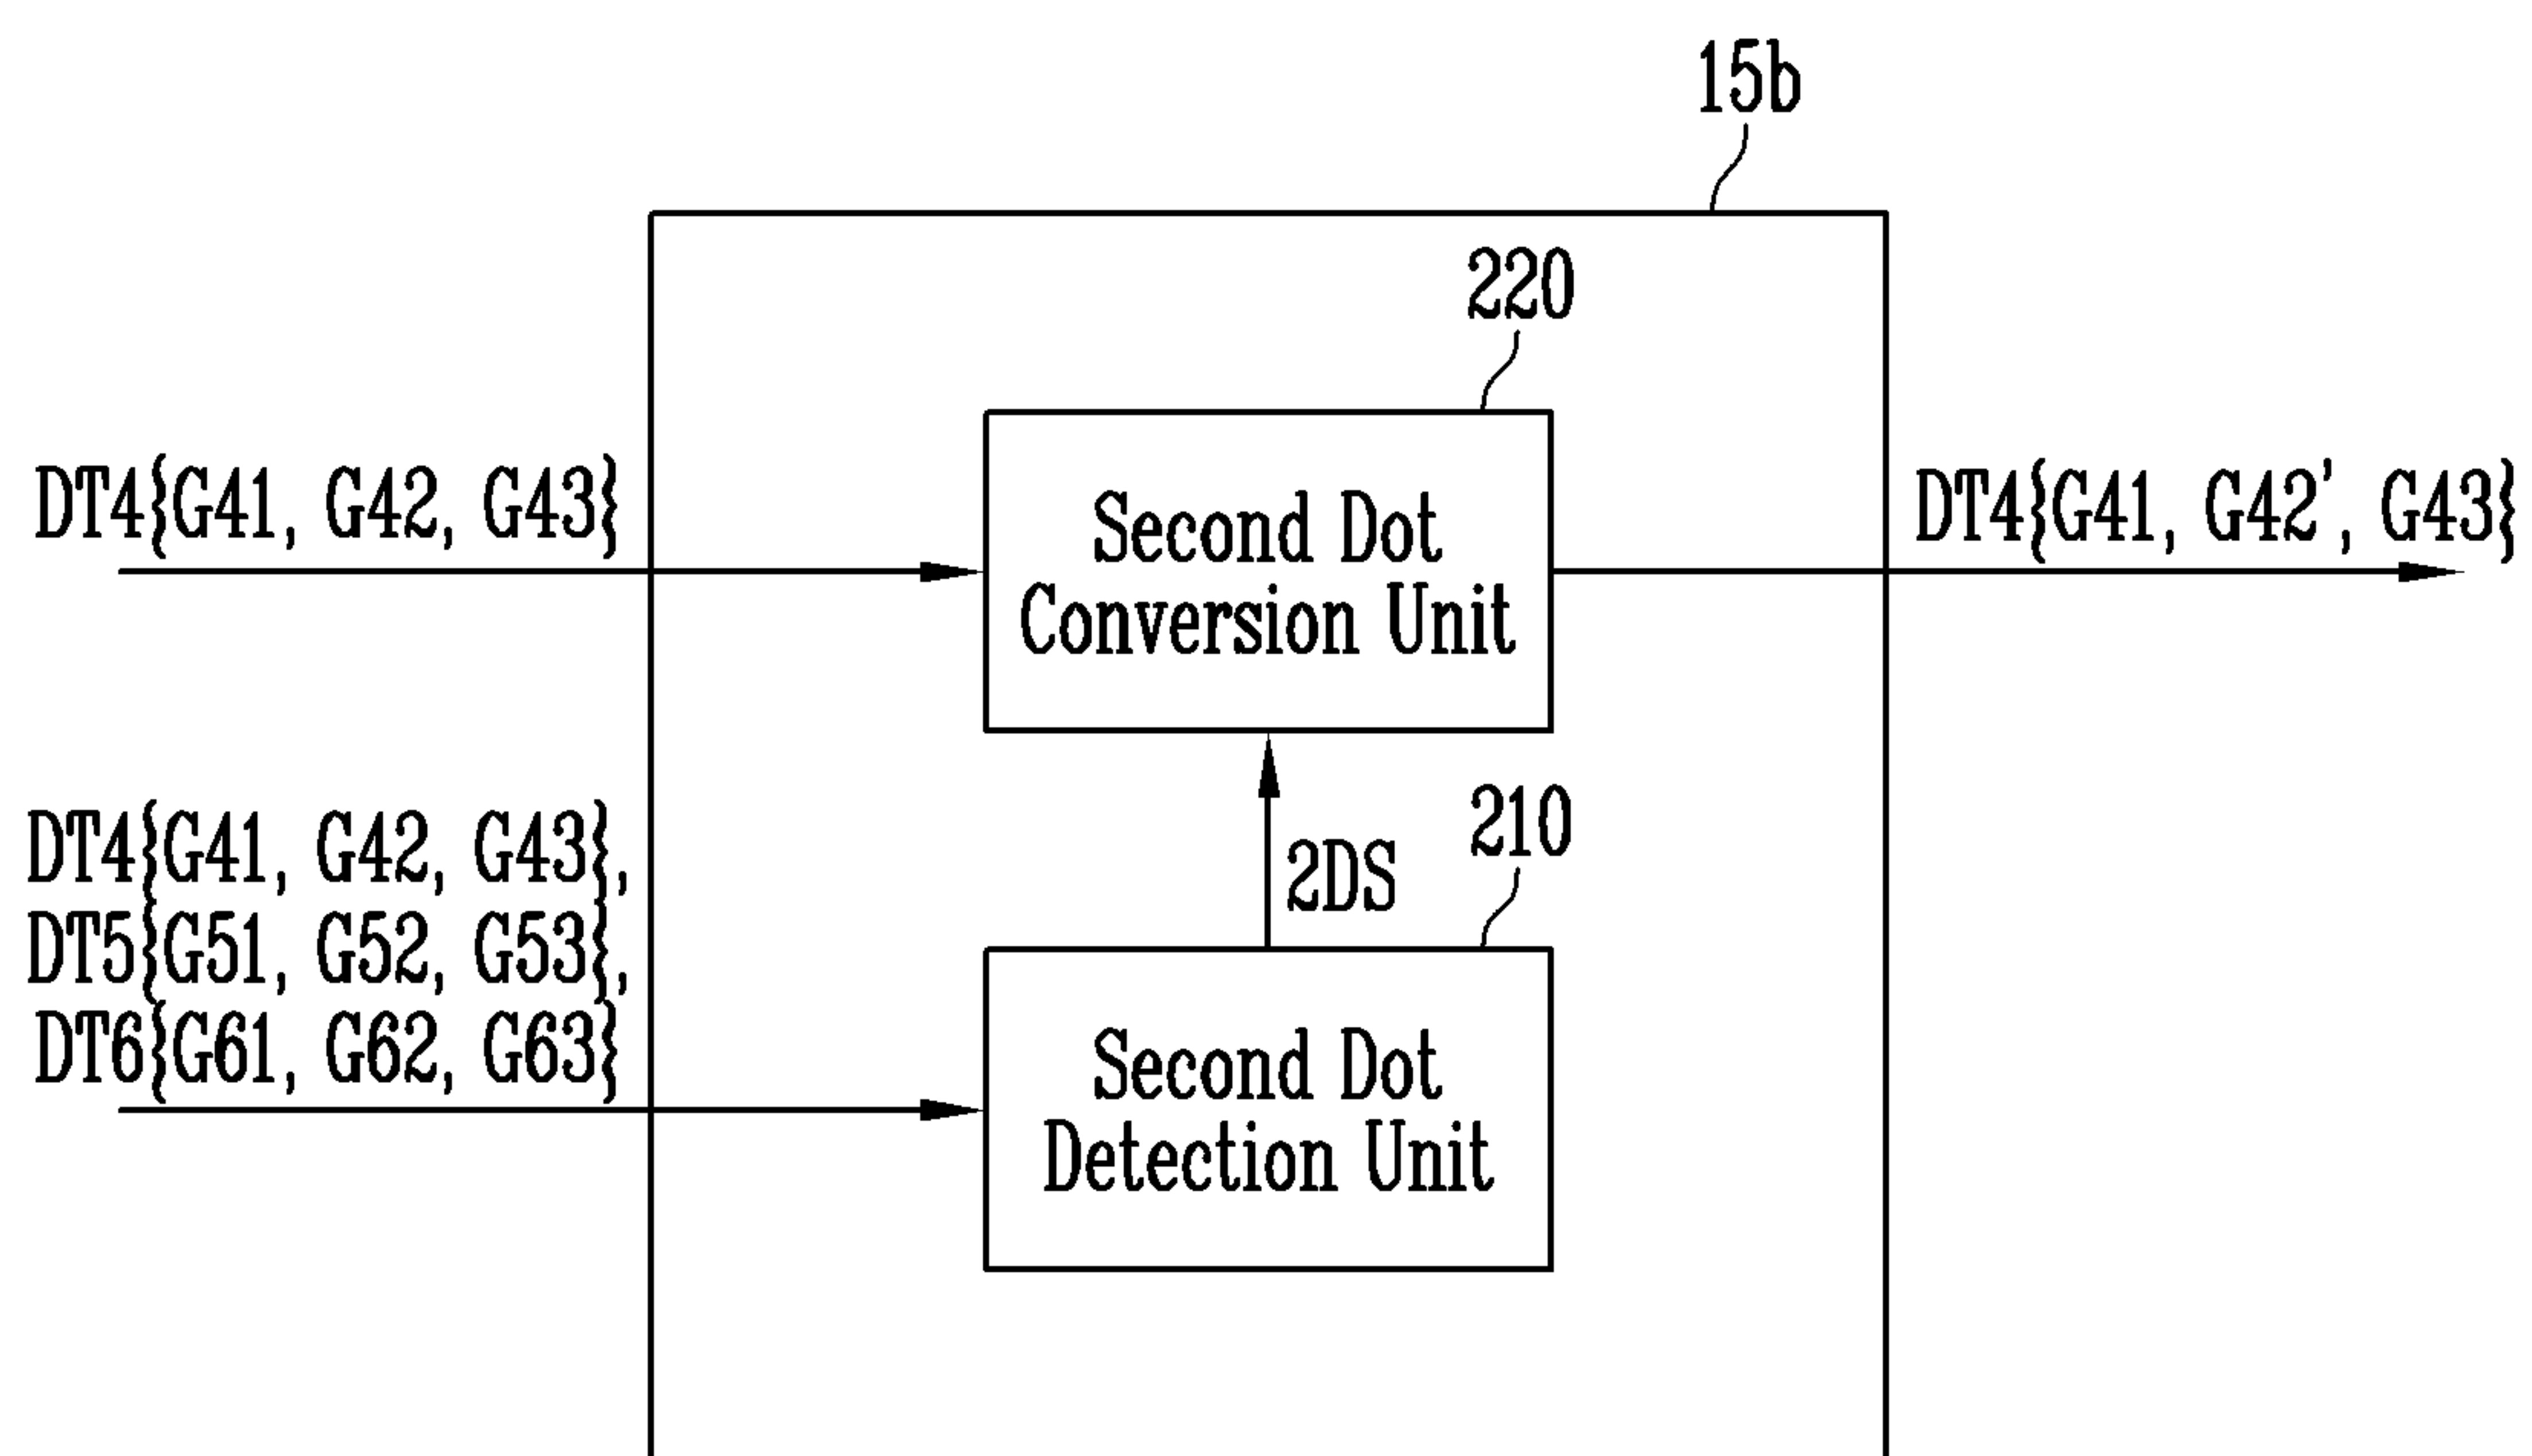 15b
220
DT4{G41, G42, G43}
Second Dot
Conversion Unit
DT4{G41, G42', G43}
2DS
210
DT4{G41, G42, G43},
DT5{G51, G52, G53},
DT6{G61, G62, G63}
Second Dot
Detection Unit